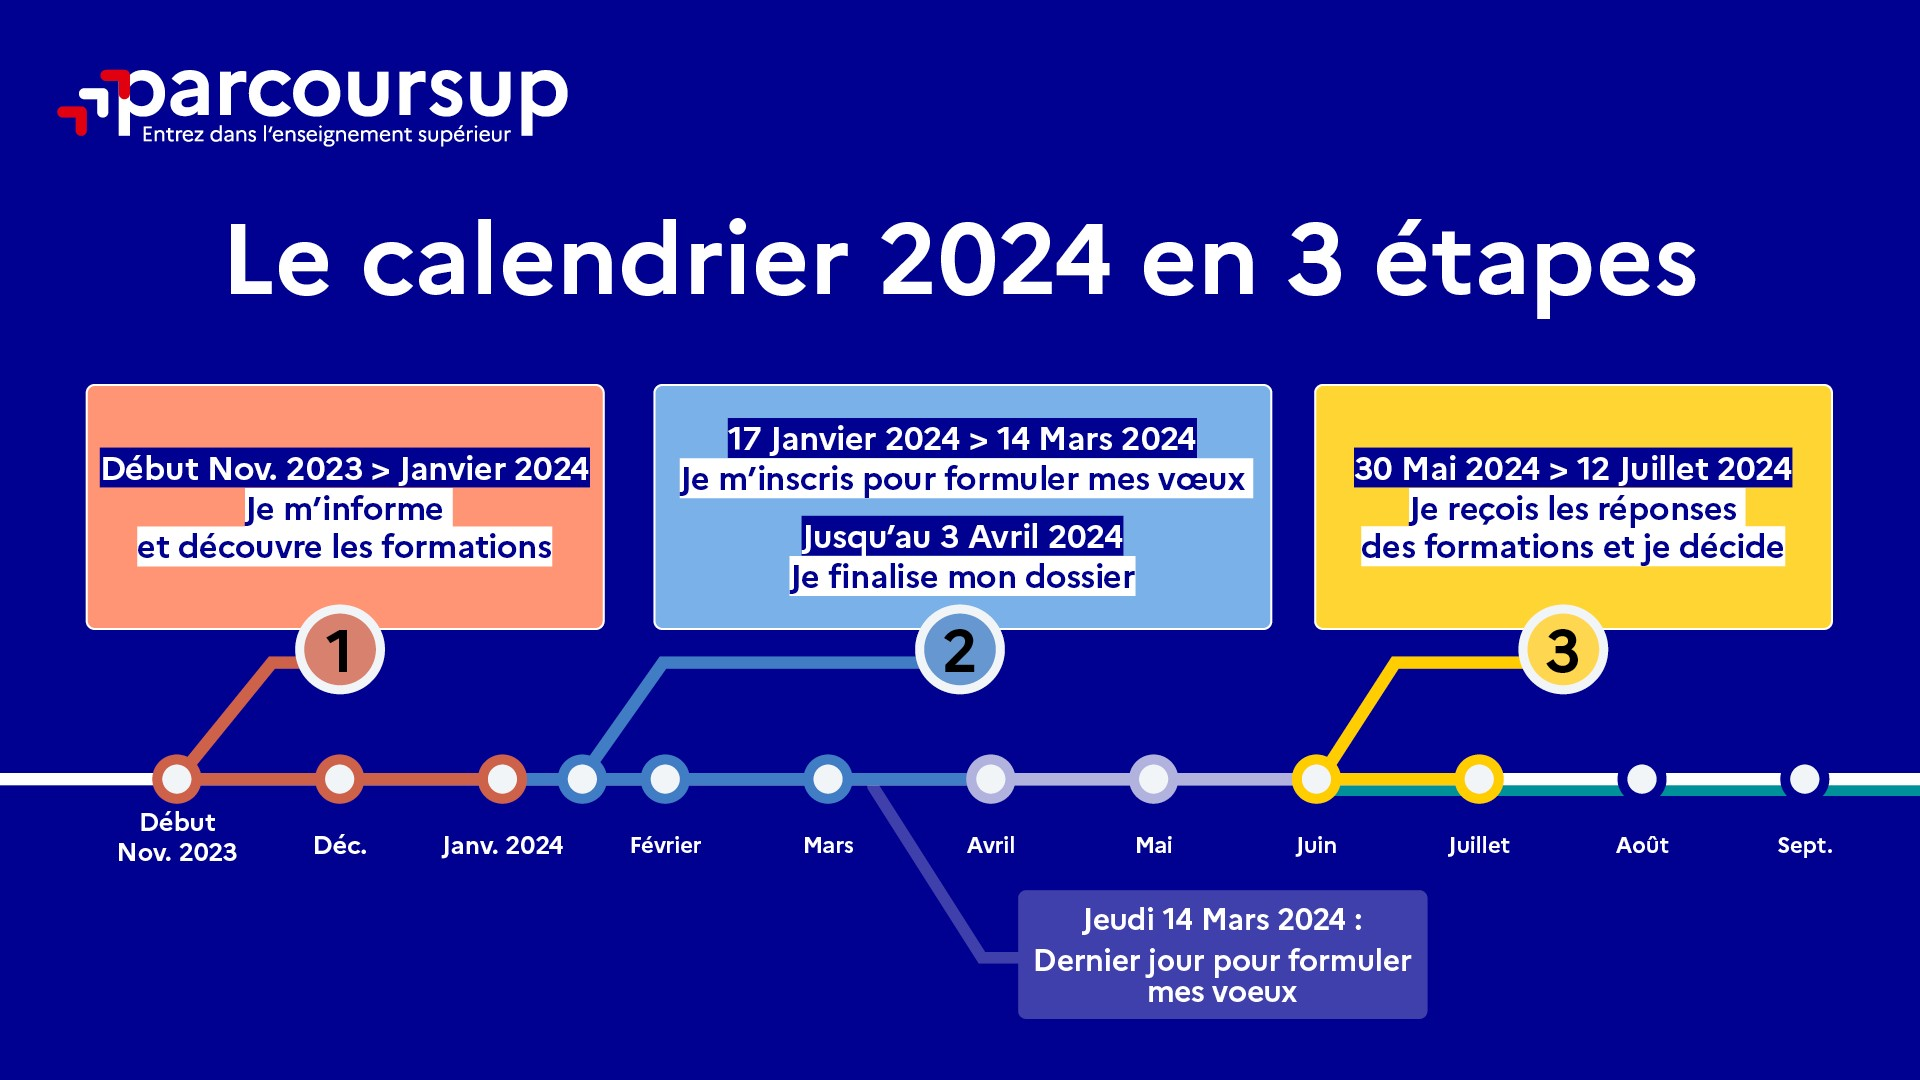 parcoursup
Entrez dans l'enseignement supérieur
Le calendrier 2024 en 3 étapes
Début Nov. 2023 > Janvier 2024
Je m'informe
et découvre les formations
1
17 Janvier 2024 > 14 Mars 2024
Je m'inscris pour formuler mes vœux
Jusqu'au 3 Avril 2024
Je finalise mon dossier
2
30 Mai 2024 > 12 Juillet 2024
Je reçois les réponses
des formations et je décide
3
Début
Nov. 2023
Déc.
Janv. 2024
Février
Mars
Avril
Mai
Juin
Juillet
Août
Sept.
Jeudi 14 Mars 2024 :
Dernier jour pour formuler
mes voeux